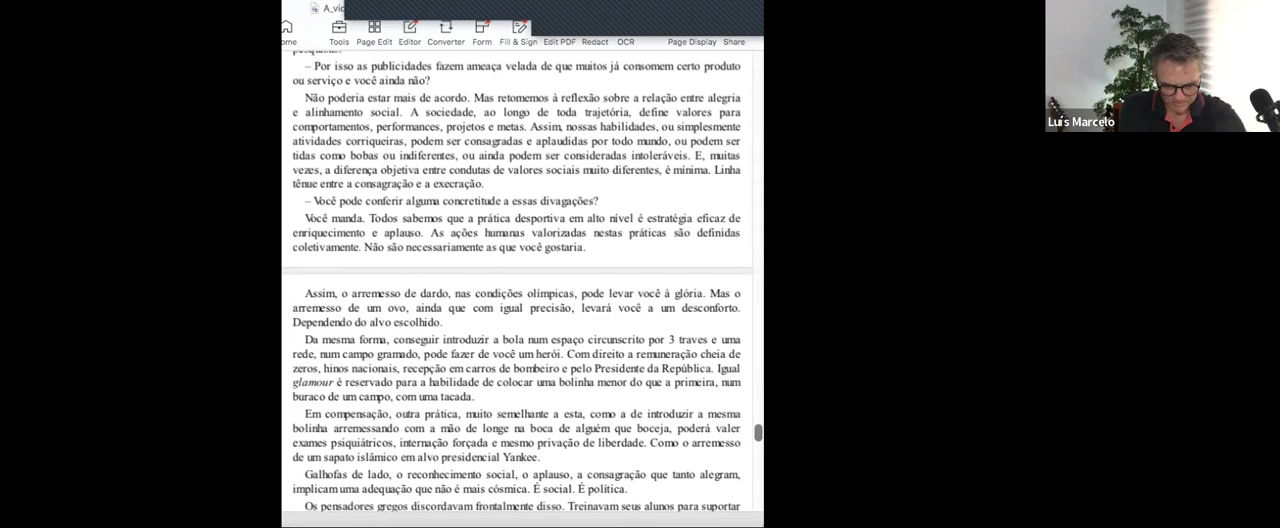 A_vid
ome Tools Page Edit Editor Converter Form Fill & Sign Edit PDF Redact OCR Page Display Share
– Por isso as publicidades fazem ameaça velada de que muitos já consomem certo produto
ou serviço e você ainda não?
Não poderia estar mais de acordo. Mas retomemos à reflexão sobre a relação entre alegria
e alinhamento social. A sociedade, ao longo de toda trajetória, define valores para
comportamentos, performances, projetos e metas. Assim, nossas habilidades, ou simplesmente
atividades corriqueiras, podem ser consagradas e aplaudidas por todo mundo, ou podem ser
tidas como bobas ou indiferentes, ou ainda podem ser consideradas intoleráveis. E, muitas
vezes, a diferença objetiva entre condutas de valores sociais muito diferentes, é mínima. Linha
tênue entre a consagração e a execração.
– Você pode conferir alguma concretitude a essas divagações?
Você manda. Todos sabemos que a prática desportiva em alto nível é estratégia eficaz de
enriquecimento e aplauso. As ações humanas valorizadas nestas práticas são definidas
coletivamente. Não são necessariamente as que você gostaria.
Assim, o arremesso de dardo, nas condições olímpicas, pode levar você à glória. Mas o
arremesso de um ovo, ainda que com igual precisão, levará você a um desconforto.
Dependendo do alvo escolhido.
Da mesma forma, conseguir introduzir a bola num espaço circunscrito por 3 traves e uma
rede, num campo gramado, pode fazer de você um herói. Com direito a remuneração cheia de
zeros, hinos nacionais, recepção em carros de bombeiro e pelo Presidente da República. Igual
glamour é reservado para a habilidade de colocar uma bolinha menor do que a primeira, num
buraco de um campo, com uma tacada.
Em compensação, outra prática, muito semelhante a esta, como a de introduzir a mesma
bolinha arremessando com a mão de longe na boca de alguém que boceja, poderá valer
exames psiquiátricos, internação forçada e mesmo privação de liberdade. Como o arremesso
de um sapato islâmico em alvo presidencial Yankee.
Galhofas de lado, o reconhecimento social, o aplauso, a consagração que tanto alegram,
implicam uma adequação que não é mais cósmica. É social. É política.
Os pensadores gregos discordavam frontalmente disso. Treinavam seus alunos para suportar
Luís Marcelo